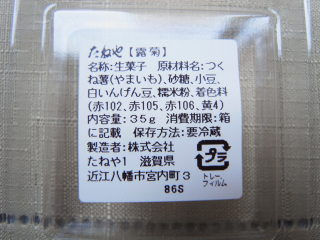 たねや【露菊】
名称:生菓子 原材料名:つく
ね薯(やまいも)、砂糖、小豆、
白いんげん豆、糯米粉、着色料
(赤102、赤105、赤106、黄4)
内容量:35g 消費期限:箱
に記載 保存方法:要冷蔵
製造者:株式会社
たねや1 滋賀県
近江八幡市宮内町3
86S
プラ
トレー、
フィルム